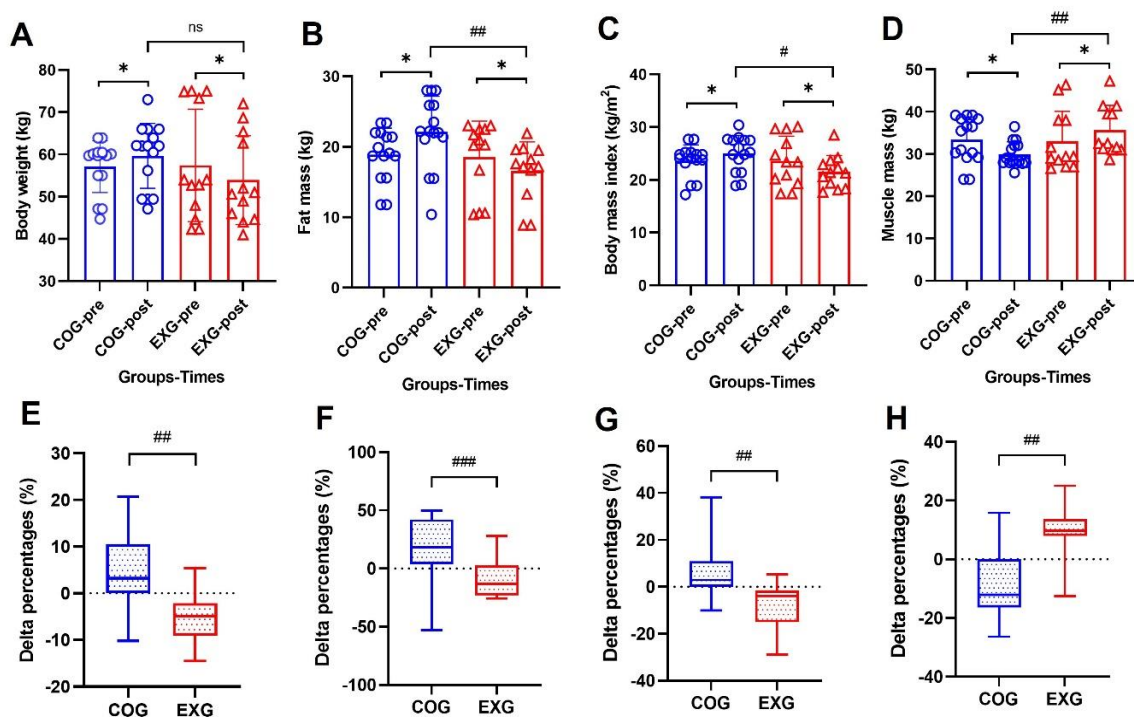 A
Body weight (kg)
80
70
60
50
40
30
ns
*
*
COG-pre
COG-post
EXG-pre
EXG-post
Groups-Times
B
Fat mass (kg)
40
30
20
10
0
##
*
*
COG-pre
COG-post
EXG-pre
EXG-post
Groups-Times
C
Body mass index (kg/m²)
40
30
20
10
0
#
*
*
COG-pre
COG-post
EXG-pre
EXG-post
Groups-Times
D
Muscle mass (kg)
50
40
30
20
10
0
##
*
*
COG-pre
COG-post
EXG-pre
EXG-post
Groups-Times
E
Delta percentages (%)
30
20
10
0
-10
-20
##
COG
EXG
F
Delta percentages (%)
100
50
0
-50
-100
###
COG
EXG
G
Delta percentages (%)
60
40
20
0
-20
-40
##
COG
EXG
H
Delta percentages (%)
40
20
0
-20
-40
##
COG
EXG